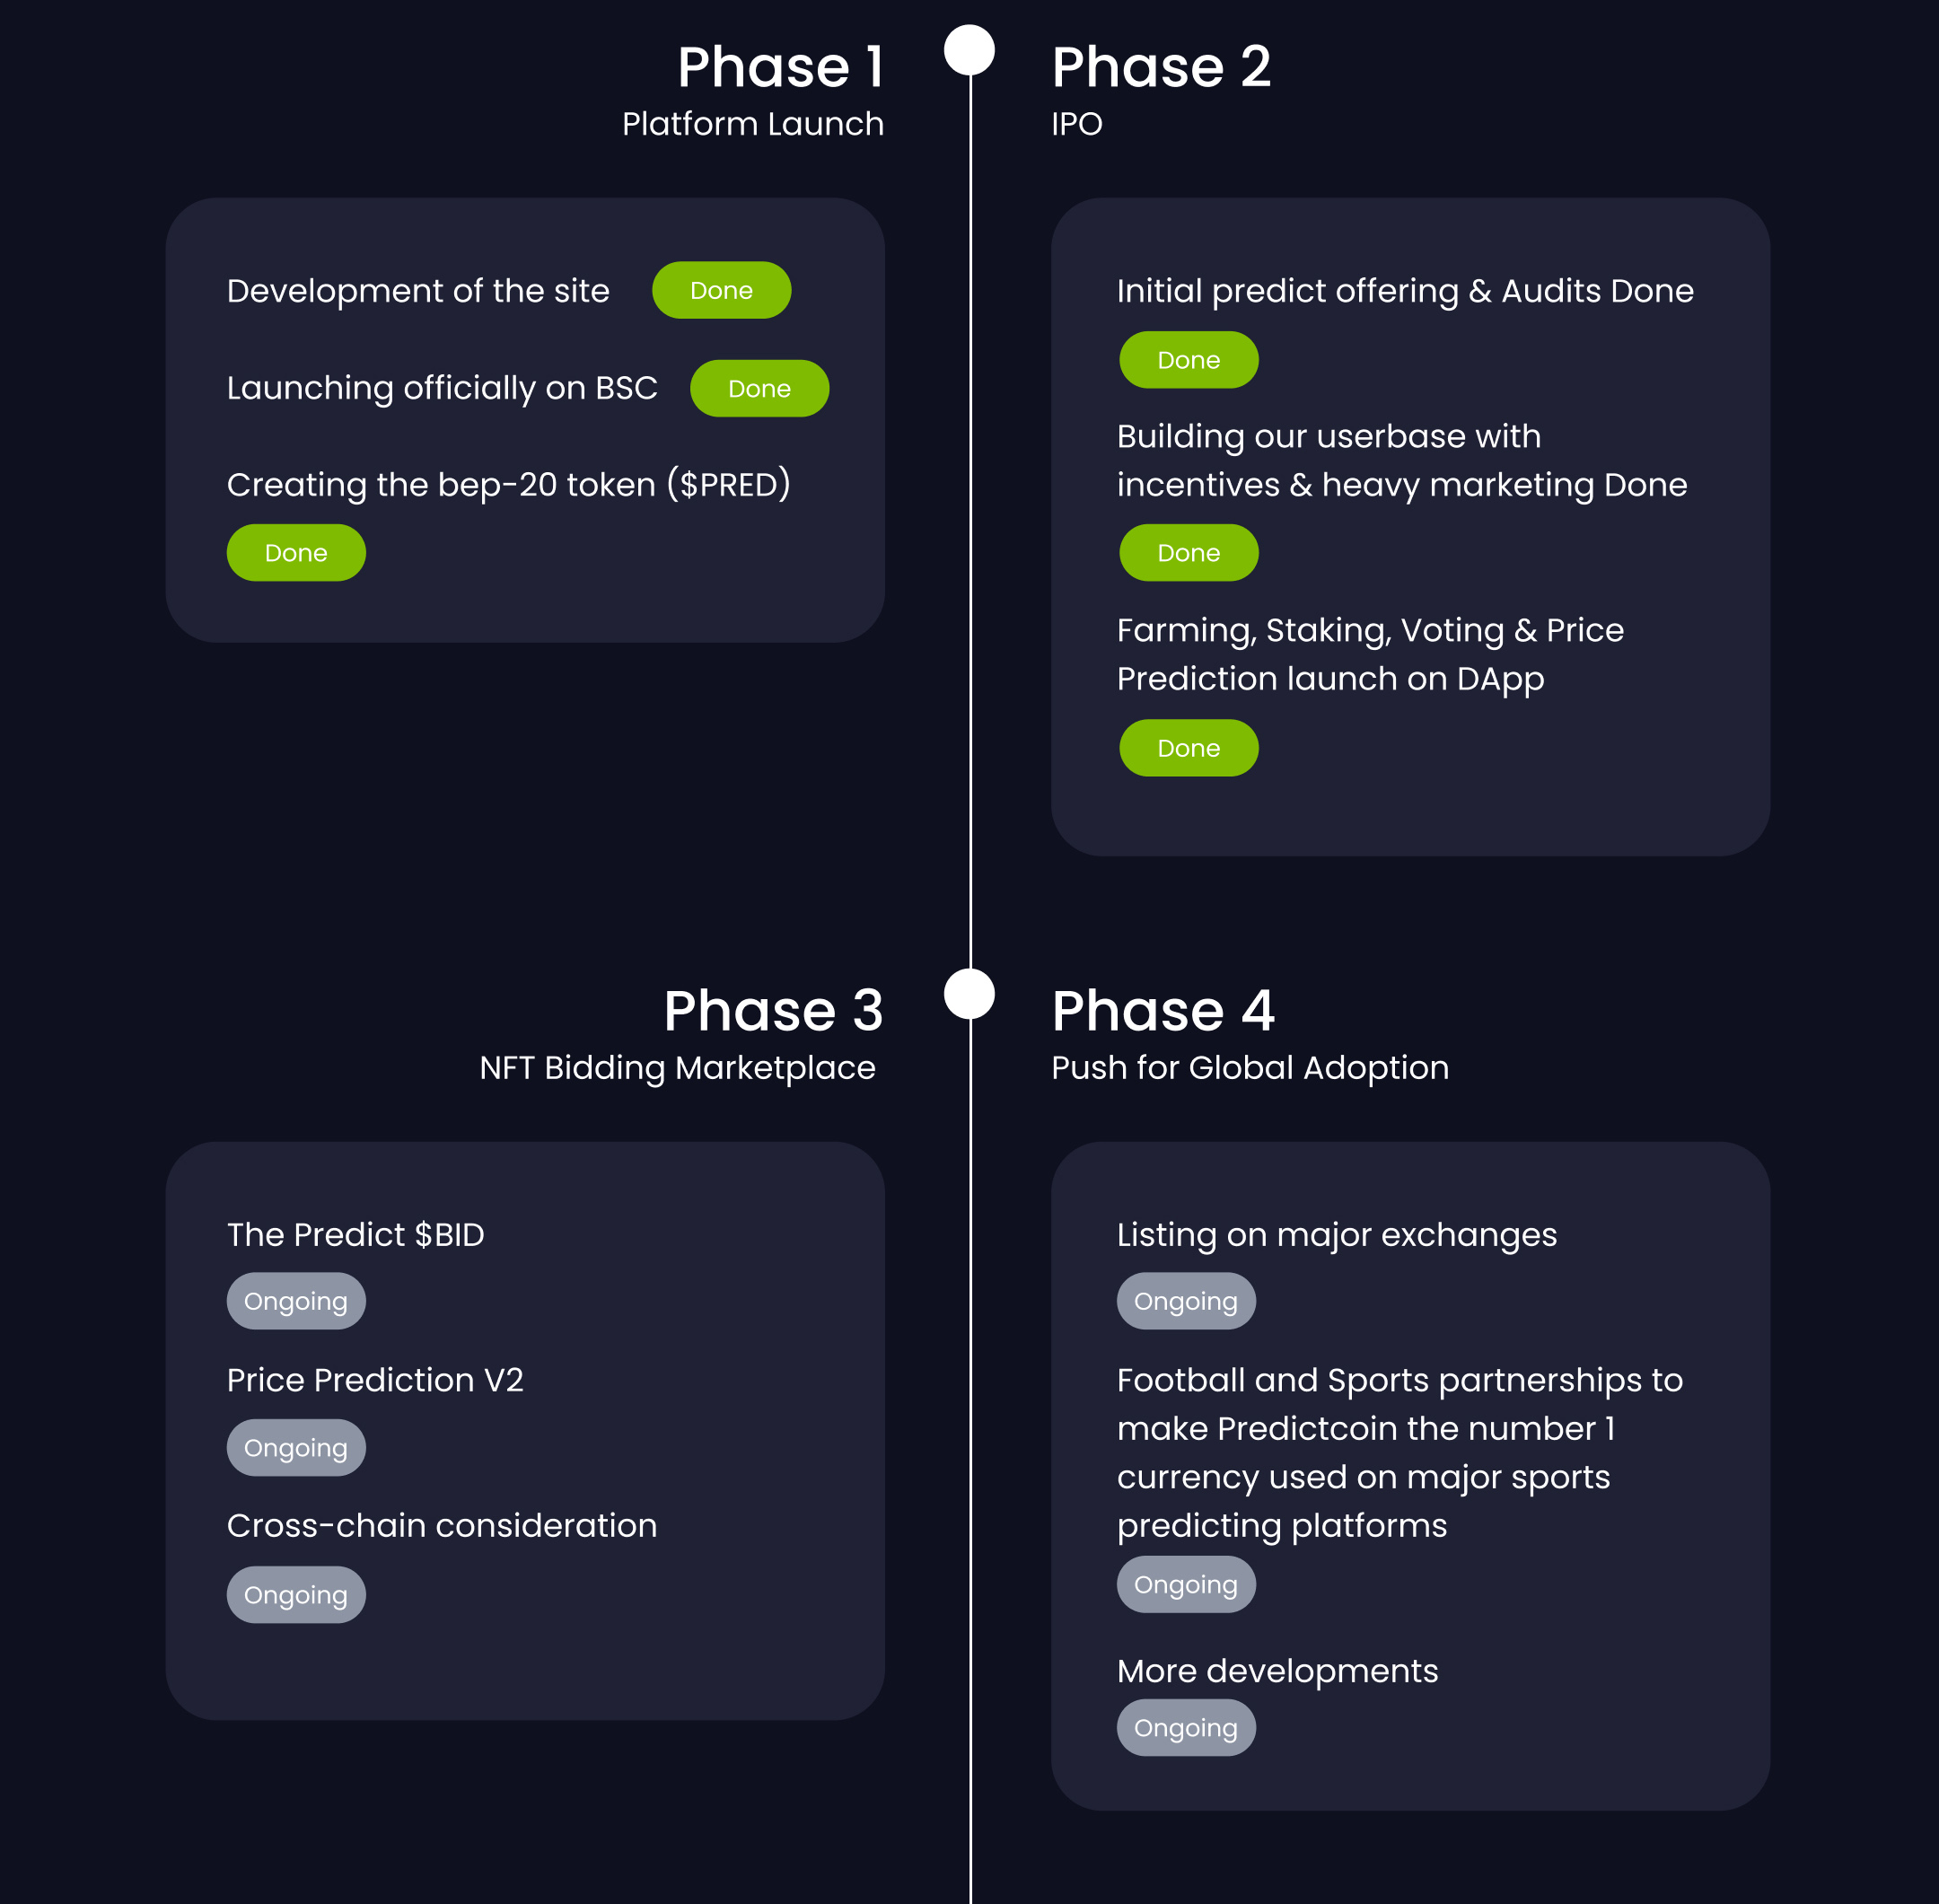 Phase 1
Platform Launch
Development of the site
Done
Launching officially on BSC
Done
Creating the bep-20 token ($PRED)
Done
Phase 2
IPO
Initial predict offering & Audits Done
Done
Building our userbase with
incentives & heavy marketing Done
Done
Farming, Staking, Voting & Price
Prediction launch on DApp
Done
Phase 3
NFT Bidding Marketplace
The Predict $BID
Ongoing
Price Prediction V2
Ongoing
Cross-chain consideration
Ongoing
Phase 4
Push for Global Adoption
Listing on major exchanges
Ongoing
Football and Sports partnerships to
make Predictcoin the number 1
currency used on major sports
predicting platforms
Ongoing
More developments
Ongoing